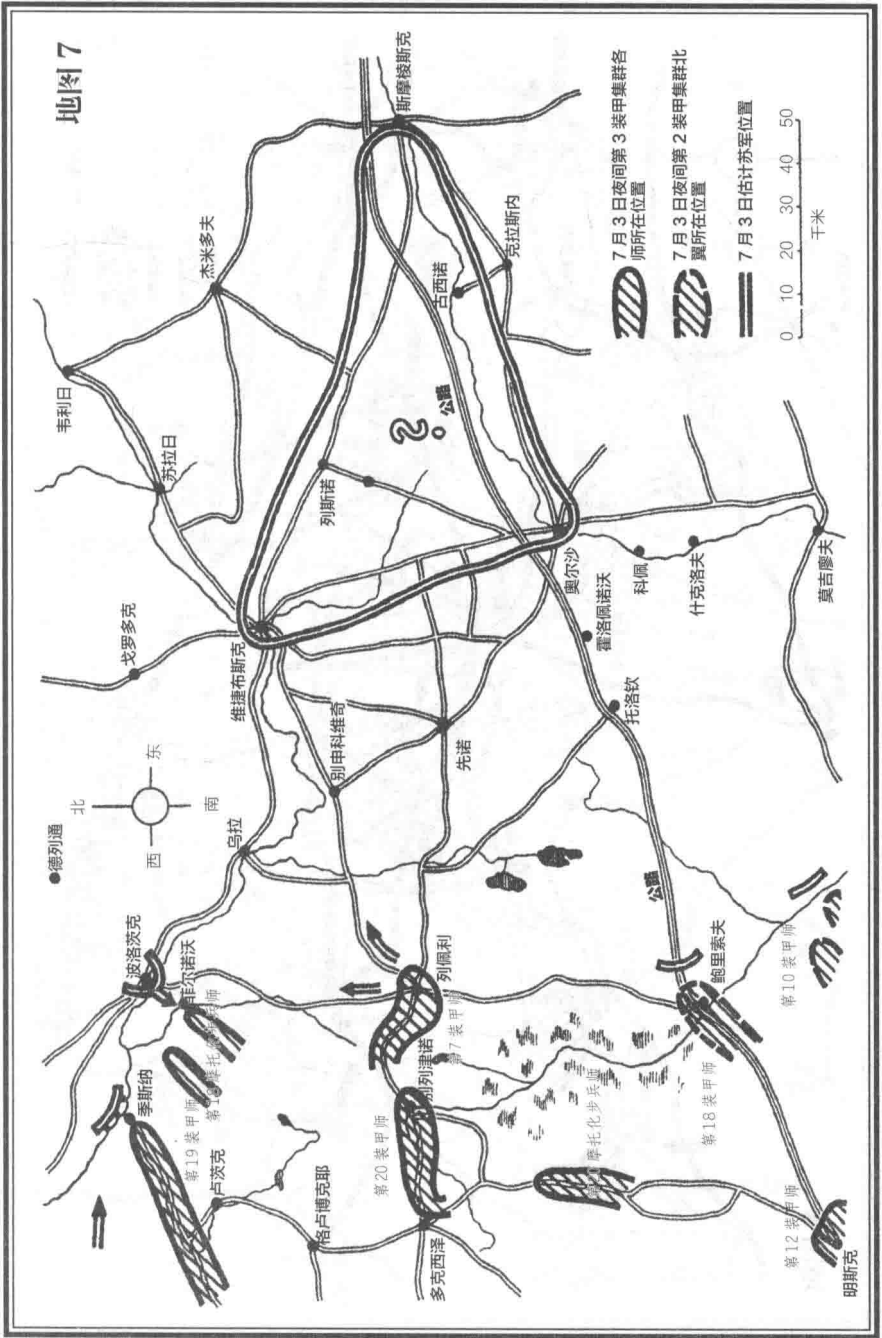 地图 7
韦利日
杰米多夫
斯摩棱斯克
苏拉日
戈罗多克
列斯诺
古西诺
克拉斯内
公路
维捷布斯克
德列通
北
西
东
南
乌拉
别申科维奇
先诺
奥尔沙
霍洛佩诺沃
托洛钦
科佩
什克洛夫
莫吉廖夫
波洛茨克
菲尔诺沃
季斯纳
第19装甲师
卢茨克
格卢博克耶
第20装甲师
多克西泽
别列津诺
列佩利
第7装甲师
摩托化步兵师
第18装甲师
公路
鲍里索夫
第10装甲师
第12装甲师
明斯克
7月3日夜间第3装甲集群各
师所在位置
7月3日夜间第2装甲集群北
翼所在位置
7月3日估计苏军位置
0 10 20 30 40 50
千米